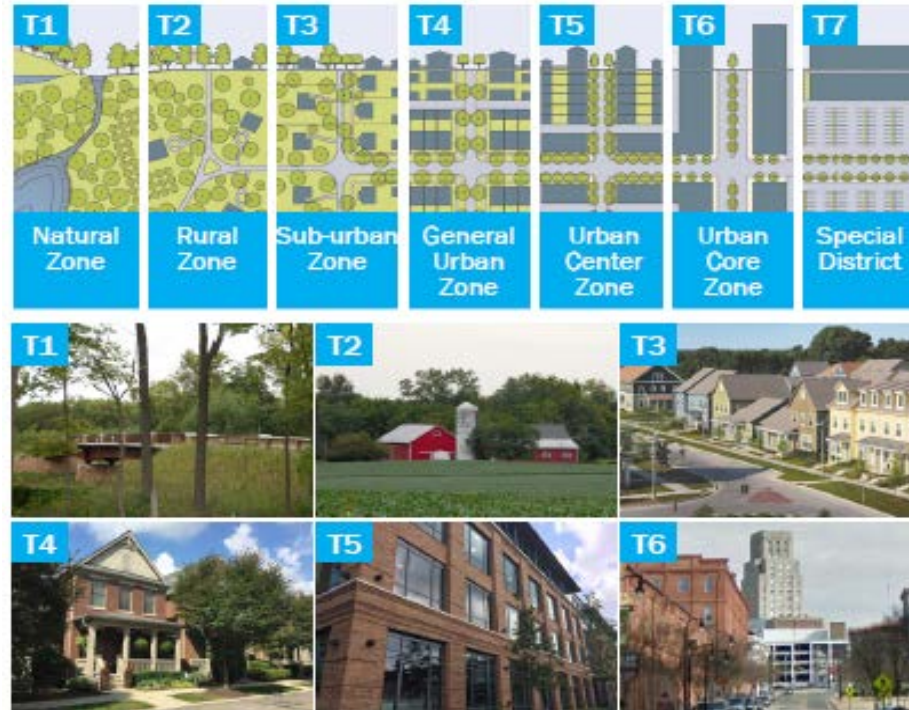 T1
T2
T3
T4
T5
T6
T7
Natural
Zone
Rural
Zone
Sub-urban
Zone
General
Urban
Zone
Urban
Center
Zone
Urban
Core
Zone
Special
District
T1
T2
T3
T4
T5
T6